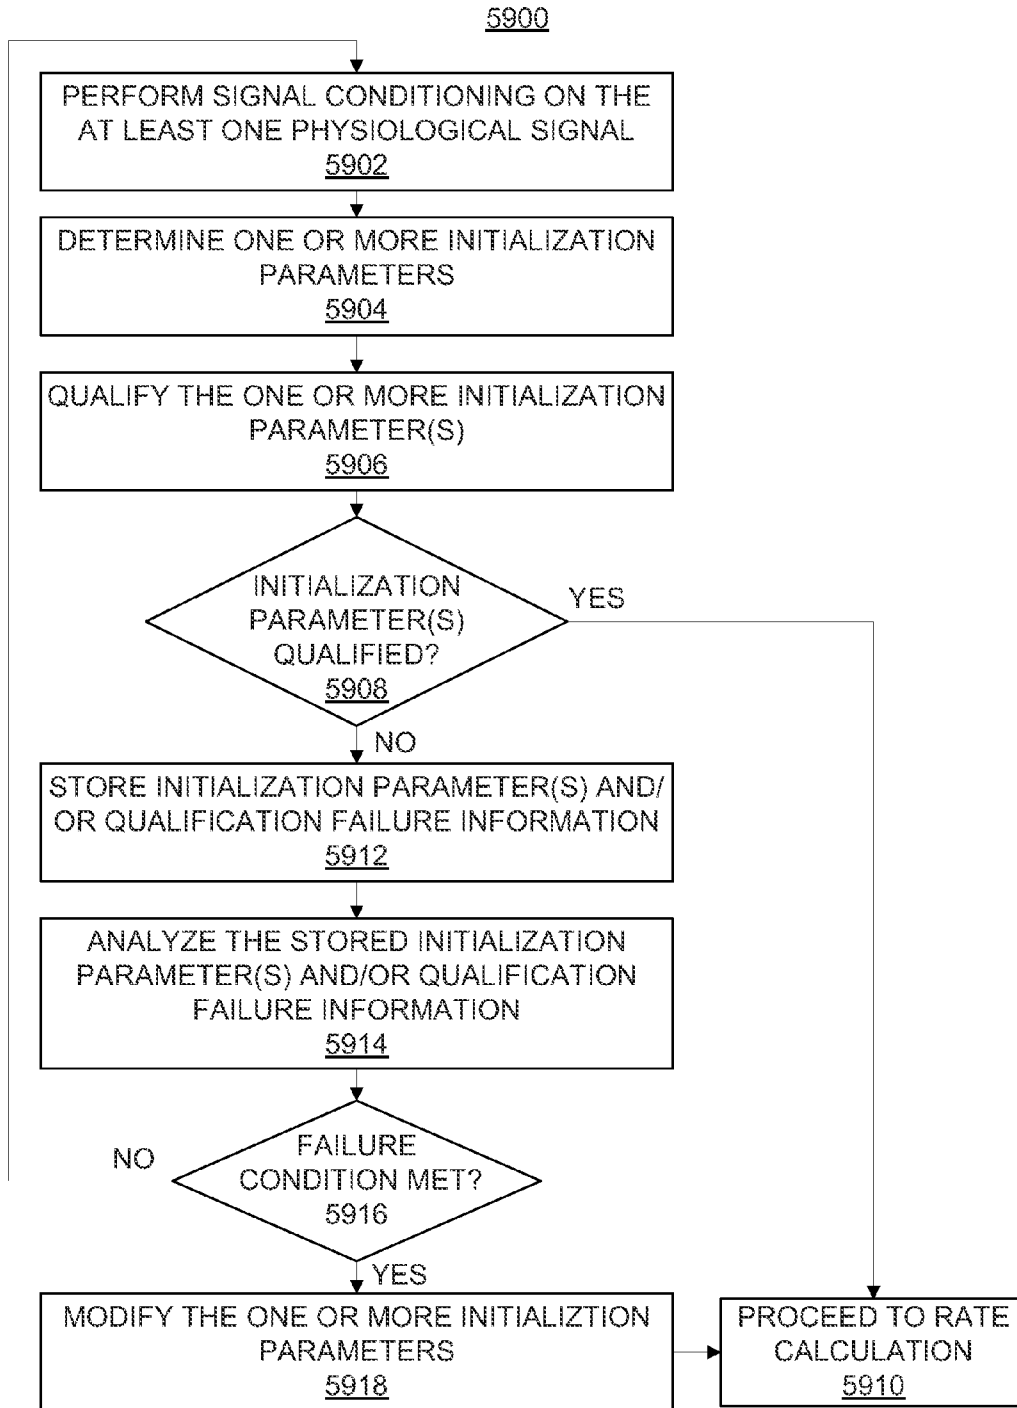 5900
PERFORM SIGNAL CONDITIONING ON THE
AT LEAST ONE PHYSIOLOGICAL SIGNAL
5902
DETERMINE ONE OR MORE INITIALIZATION
PARAMETERS
5904
QUALIFY THE ONE OR MORE INITIALIZATION
PARAMETER(S)
5906
INITIALIZATION
PARAMETER(S)
QUALIFIED?
5908
YES
NO
STORE INITIALIZATION PARAMETER(S) AND/
OR QUALIFICATION FAILURE INFORMATION
5912
ANALYZE THE STORED INITIALIZATION
PARAMETER(S) AND/OR QUALIFICATION
FAILURE INFORMATION
5914
NO
FAILURE
CONDITION MET?
5916
YES
MODIFY THE ONE OR MORE INITIALIZTION
PARAMETERS
5918
PROCEED TO RATE
CALCULATION
5910